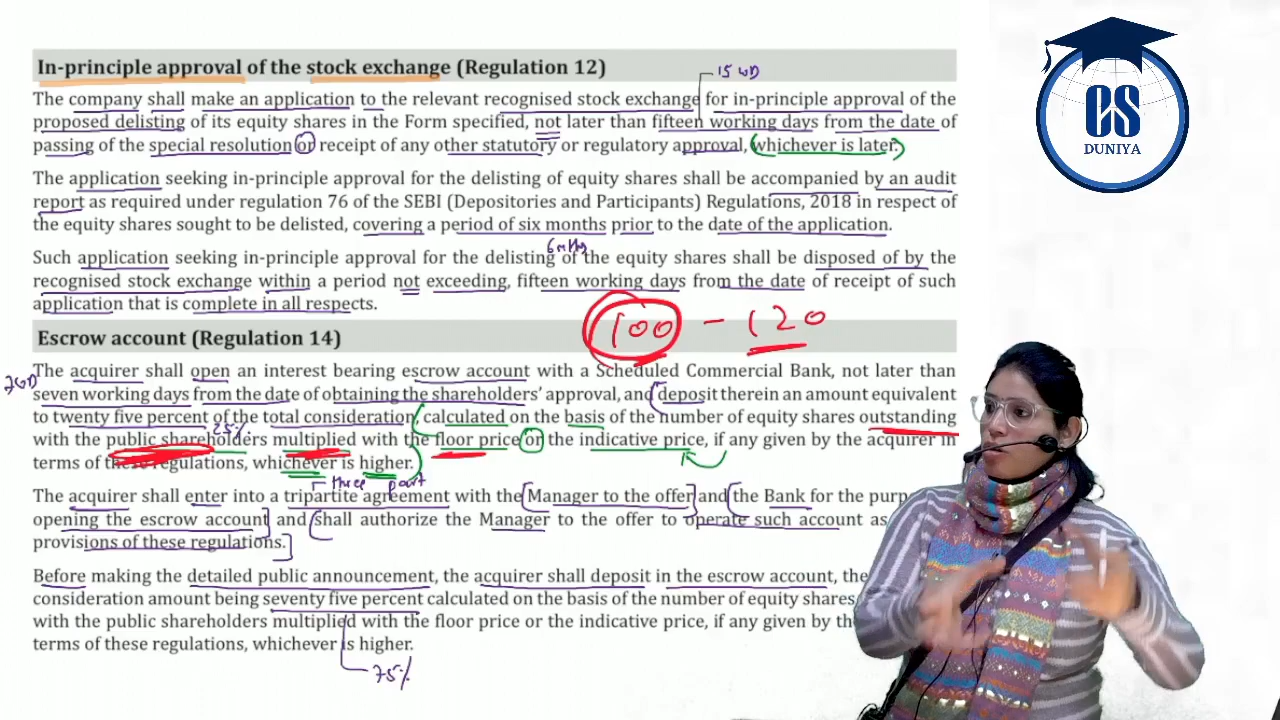 In-principle approval of the stock exchange (Regulation 12)
15 WD
The company shall make an application to the relevant recognised stock exchange for in-principle approval of the
proposed delisting of its equity shares in the Form specified, not later than fifteen working days from the date of
passing of the special resolution or receipt of any other statutory or regulatory approval, whichever is later.
The application seeking in-principle approval for the delisting of equity shares shall be accompanied by an audit
report as required under regulation 76 of the SEBI (Depositories and Participants) Regulations, 2018 in respect of
the equity shares sought to be delisted, covering a period of six months prior to the date of the application.
Such application seeking in-principle approval for the delisting of the equity shares shall be disposed of by the
recognised stock exchange within a period not exceeding, fifteen working days from the date of receipt of such
application that is complete in all respects.
100 - 120
Escrow account (Regulation 14)
The acquirer shall open an interest bearing escrow account with a Scheduled Commercial Bank, not later than
7WD
seven working days from the date of obtaining the shareholders' approval, and deposit therein an amount equivalent
to twenty five percent of the total consideration, calculated on the basis of the number of equity shares outstanding
25%
with the public shareholders multiplied with the floor price or the indicative price, if any given by the acquirer in
terms of these regulations, whichever is higher.
three part
The acquirer shall enter into a tripartite agreement with the Manager to the offer and the Bank for the purp
opening the escrow account and shall authorize the Manager to the offer to operate such account as
provisions of these regulations.
Before making the detailed public announcement, the acquirer shall deposit in the escrow account, the
consideration amount being seventy five percent calculated on the basis of the number of equity shares
with the public shareholders multiplied with the floor price or the indicative price, if any given by the
terms of these regulations, whichever is higher.
75%
CS
DUNIYA